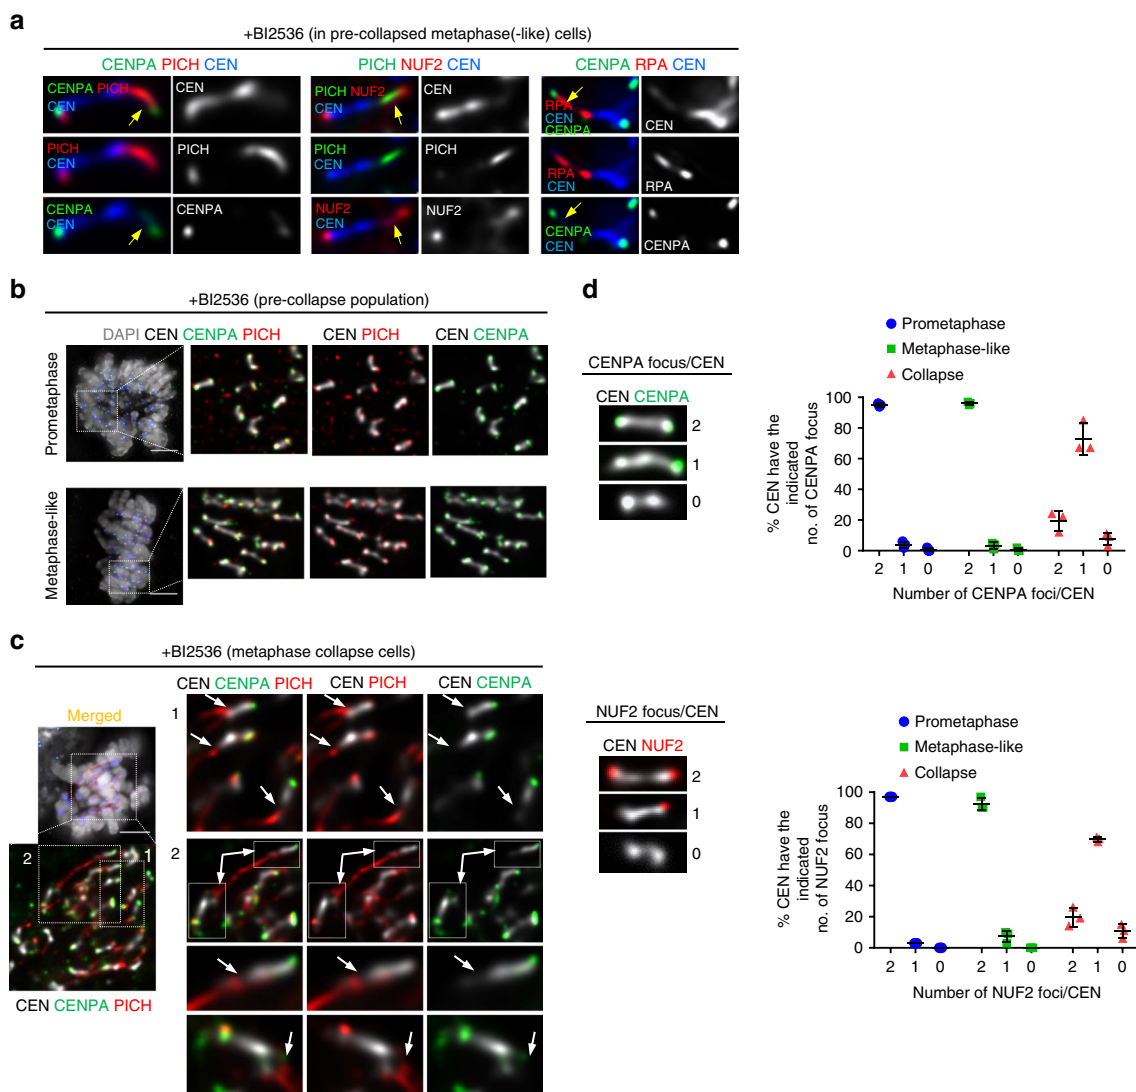 a
+BI2536 (in pre-collapsed metaphase(-like) cells)
CENPA PICH CEN
PICH NUF2 CEN
CENPA RPA CEN
CENPA PICH
CEN
CEN
PICH NUF2
CEN
CEN
RPA
CEN
CENPA
CEN
PICH
CEN
PICH
PICH
CEN
PICH
RPA
CEN
RPA
CENPA
CEN
CENPA
NUF2
CEN
NUF2
CENPA
CEN
CENPA
b
+BI2536 (pre-collapse population)
DAPI CEN CENPA PICH
CEN PICH
CEN CENPA
Prometaphase
Metaphase-like
c
+BI2536 (metaphase collapse cells)
CEN CENPA PICH
CEN PICH
CEN CENPA
Merged
1
2
2
1
CEN CENPA PICH
d
CENPA focus/CEN
CEN CENPA
2
1
0
Prometaphase
Metaphase-like
Collapse
% CEN have the
indicated
no. of CENPA focus
100
80
60
40
20
0
2 1 0 2 1 0 2 1 0
Number of CENPA foci/CEN
NUF2 focus/CEN
CEN NUF2
2
1
0
Prometaphase
Metaphase-like
Collapse
% CEN have the
indicated
no. of NUF2 focus
100
80
60
40
20
0
2 1 0 2 1 0 2 1 0
Number of NUF2 foci/CEN